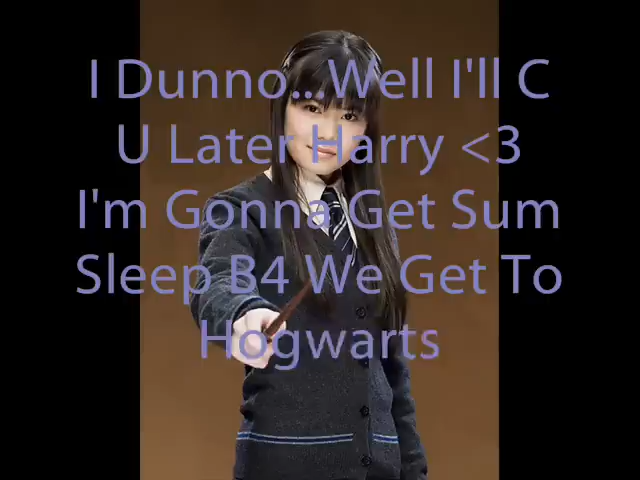 I Dunno...Well I'll C
U Later Harry <3
I'm Gonna Get Sum
Sleep B4 We Get To
Hogwarts